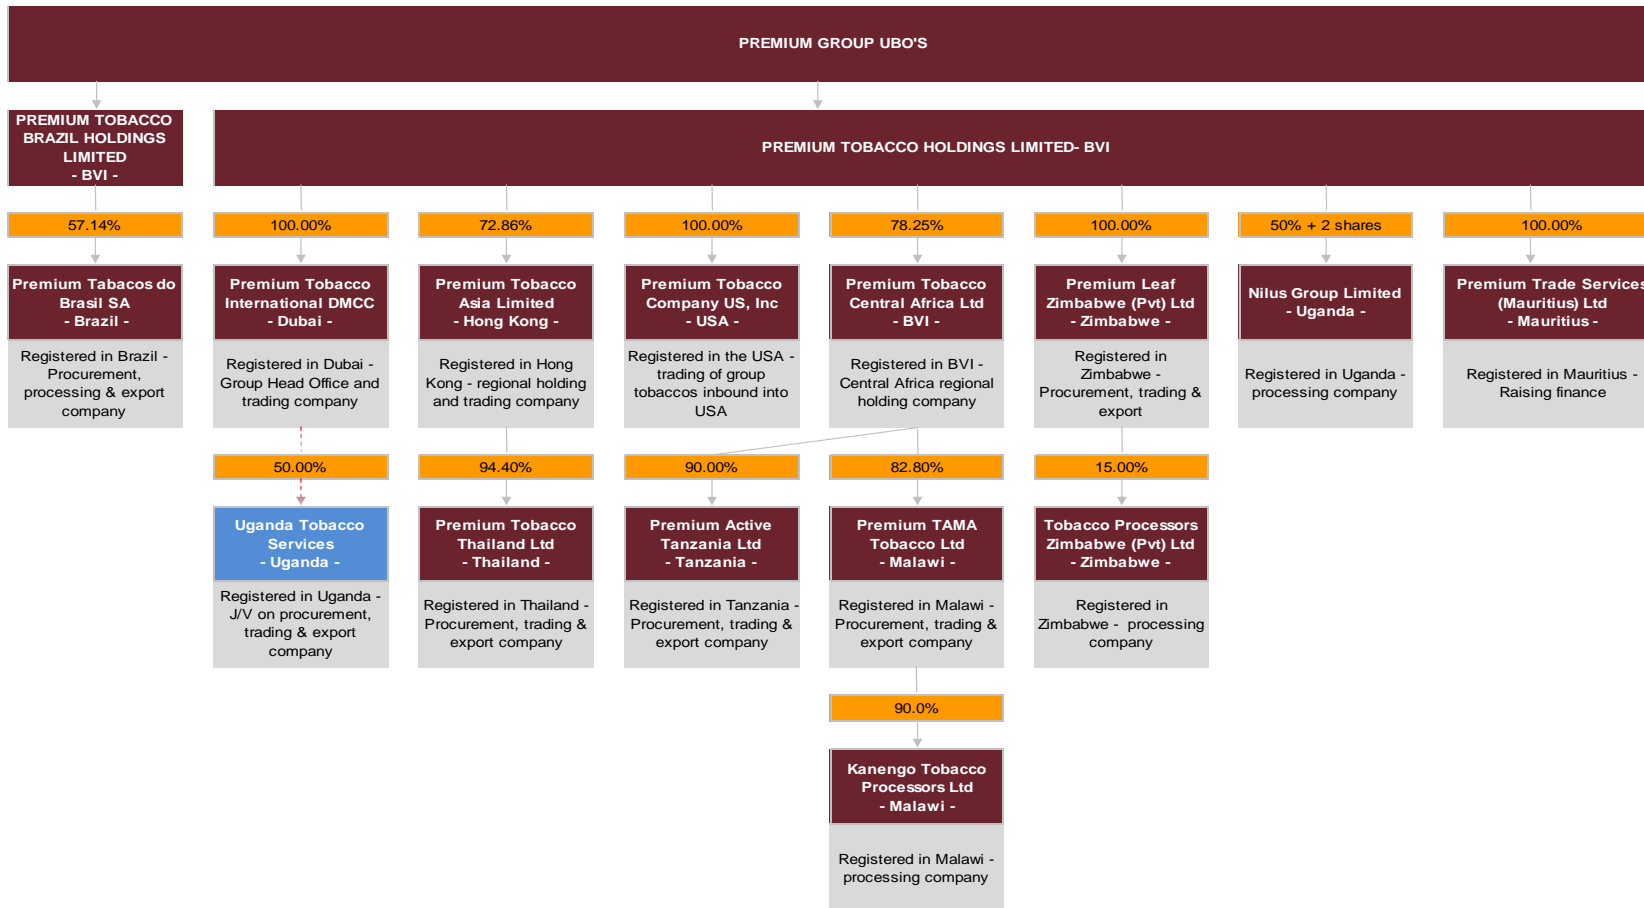 PREMIUM GROUP UBO'S
PREMIUM TOBACCO
BRAZIL HOLDINGS
LIMITED
- BVI -
PREMIUM TOBACCO HOLDINGS LIMITED- BVI
57.14%
100.00%
72.86%
100.00%
78.25%
100.00%
50% + 2 shares
100.00%
Premium Tabacos do
Brasil SA
- Brazil -
Premium Tobacco
International DMCC
- Dubai -
Premium Tobacco
Asia Limited
- Hong Kong -
Premium Tobacco
Company US, Inc
- USA -
Premium Tobacco
Central Africa Ltd
- BVI -
Premium Leaf
Zimbabwe (Pvt) Ltd
- Zimbabwe -
Nilus Group Limited
- Uganda -
Premium Trade Services
(Mauritius) Ltd
- Mauritius -
Registered in Brazil -
Procurement,
processing & export
company
Registered in Dubai -
Group Head Office and
trading company
Registered in Hong
Kong - regional holding
and trading company
Registered in the USA -
trading of group
tobaccos inbound into
USA
Registered in BVI -
Central Africa regional
holding company
Registered in
Zimbabwe -
Procurement, trading &
export
Registered in Uganda -
processing company
Registered in Mauritius -
Raising finance
50.00%
94.40%
90.00%
82.80%
15.00%
Uganda Tobacco
Services
- Uganda -
Premium Tobacco
Thailand Ltd
- Thailand -
Premium Active
Tanzania Ltd
- Tanzania -
Premium TAMA
Tobacco Ltd
- Malawi -
Tobacco Processors
Zimbabwe (Pvt) Ltd
- Zimbabwe -
Registered in Uganda -
J/V on procurement,
trading & export
company
Registered in Thailand -
Procurement, trading &
export company
Registered in Tanzania -
Procurement, trading &
export company
Registered in Malawi -
Procurement, trading &
export company
Registered in
Zimbabwe - processing
company
90.0%
Kanengo Tobacco
Processors Ltd
- Malawi -
Registered in Malawi -
processing company